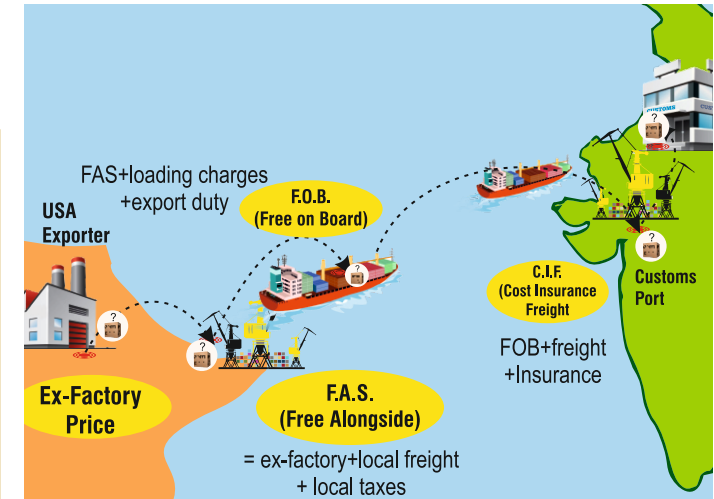 FAS+loading charges
+export duty
USA
Exporter
F.O.B.
(Free on Board)
CUSTOMS
?
?
?
?
?
C.I.F.
(Cost Insurance
Freight
Customs
Port
FOB+freight
+Insurance
Ex-Factory
Price
F.A.S.
(Free Alongside)
= ex-factory+local freight
+ local taxes